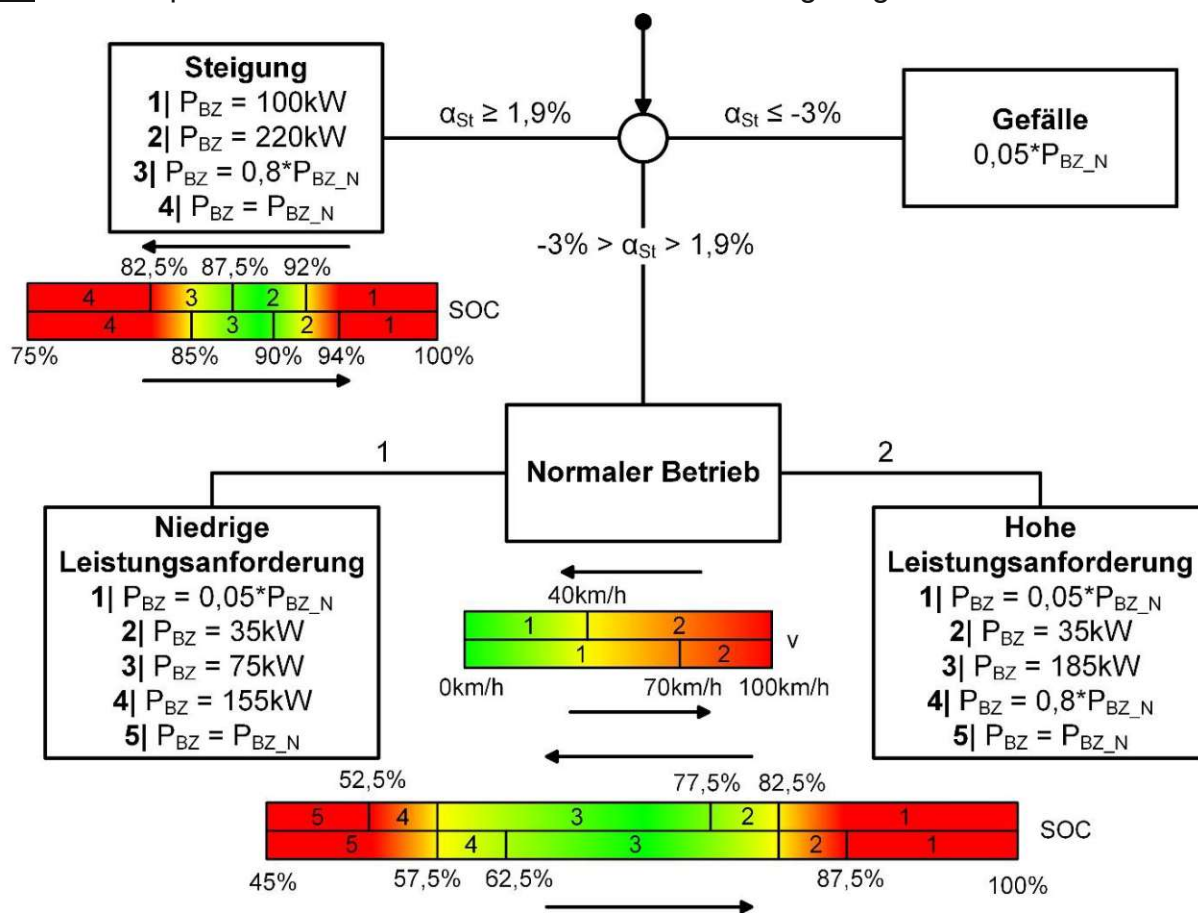 Steigung
1| P_BZ = 100kW
2| P_BZ = 220kW
3| P_BZ = 0,8*P_BZ_N
4| P_BZ = P_BZ_N
α_St ≥ 1,9%
α_St ≤ -3%
Gefälle
0,05*P_BZ_N
-3% > α_St > 1,9%
82,5% 87,5% 92%
4 3 2 1
SOC
4 3 2 1
75% 85% 90% 94% 100%
1
Normaler Betrieb
2
Niedrige
Leistungsanforderung
1| P_BZ = 0,05*P_BZ_N
2| P_BZ = 35kW
3| P_BZ = 75kW
4| P_BZ = 155kW
5| P_BZ = P_BZ_N
40km/h
1 2
v
1 2
0km/h 70km/h 100km/h
Hohe
Leistungsanforderung
1| P_BZ = 0,05*P_BZ_N
2| P_BZ = 35kW
3| P_BZ = 185kW
4| P_BZ = 0,8*P_BZ_N
5| P_BZ = P_BZ_N
52,5% 77,5% 82,5%
5 4 3 2 1
SOC
5 4 3 2 1
45% 57,5% 62,5% 87,5% 100%